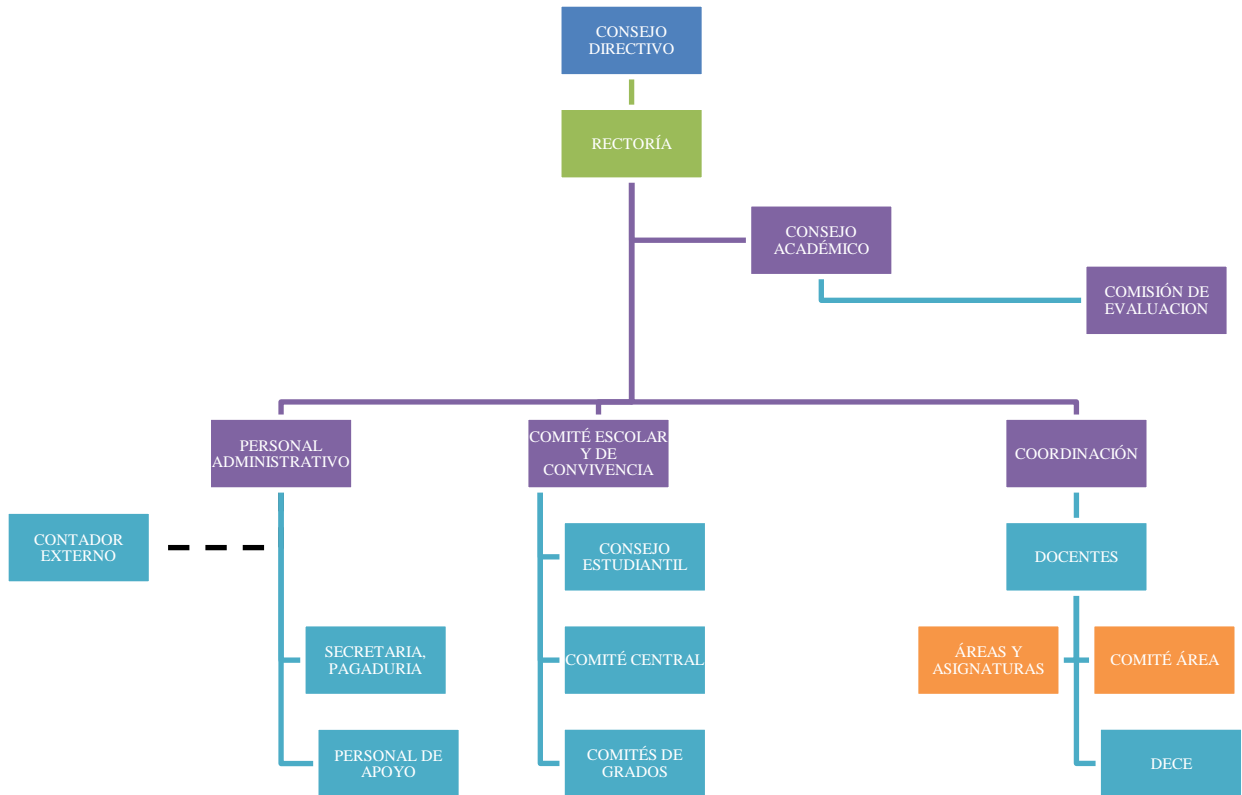 CONSEJO
DIRECTIVO
RECTORÍA
CONSEJO
ACADÉMICO
COMISIÓN DE
EVALUACION
PERSONAL
ADMINISTRATIVO
COMITÉ ESCOLAR
Y DE
CONVIVENCIA
COORDINACIÓN
CONTADOR
EXTERNO
CONSEJO
ESTUDIANTIL
DOCENTES
SECRETARIA,
PAGADURIA
COMITÉ CENTRAL
ÁREAS Y
ASIGNATURAS
COMITÉ ÁREA
PERSONAL DE
APOYO
COMITÉS DE
GRADOS
DECE